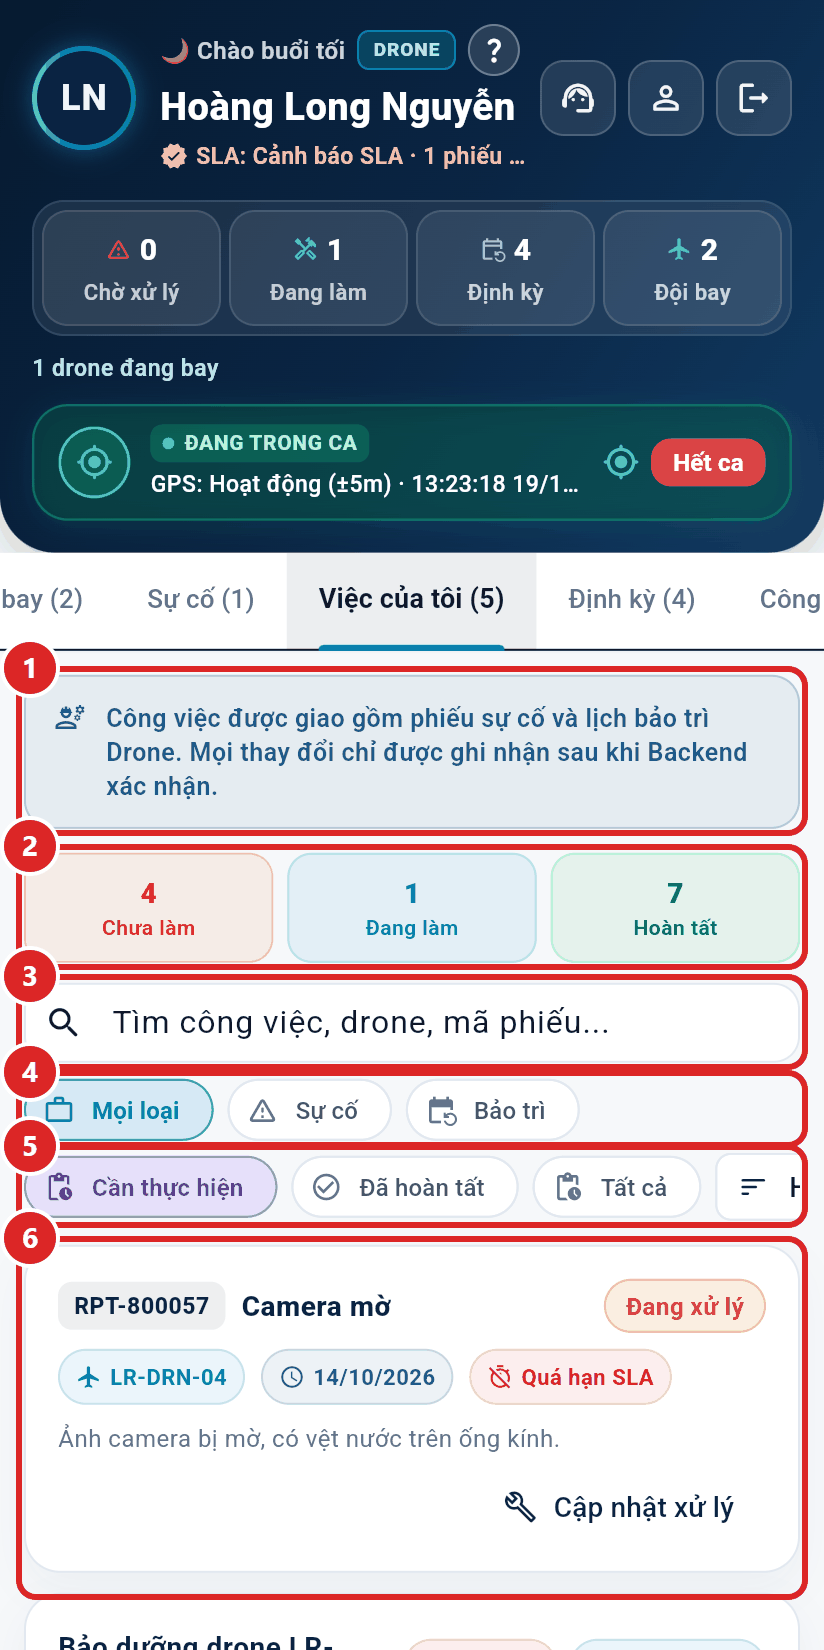 LN
Chào buổi tối
DRONE
?
Hoàng Long Nguyễn
SLA: Cảnh báo SLA · 1 phiếu ...
0
Chờ xử lý
1
Đang làm
4
Định kỳ
2
Đội bay
1 drone đang bay
ĐANG TRONG CA
GPS: Hoạt động (±5m) · 13:23:18 19/1...
Hết ca
bay (2)
Sự cố (1)
Việc của tôi (5)
Định kỳ (4)
Công
1
Công việc được giao gồm phiếu sự cố và lịch bảo trì
Drone. Mọi thay đổi chỉ được ghi nhận sau khi Backend
xác nhận.
2
4
Chưa làm
1
Đang làm
7
Hoàn tất
3
Tìm công việc, drone, mã phiếu...
4
Mọi loại
Sự cố
Bảo trì
5
Cần thực hiện
Đã hoàn tất
Tất cả
6
RPT-800057
Camera mờ
Đang xử lý
LR-DRN-04
14/10/2026
Quá hạn SLA
Ảnh camera bị mờ, có vệt nước trên ống kính.
Cập nhật xử lý
Bảo dưỡng drone LR-